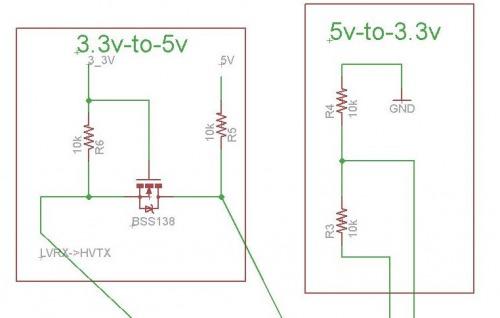 3.3v-to-5v
3_3V
5V
10k
R6
10k
R5
BSS138
LVRX->HVTX
5v-to-3.3v
R4
10k
GND
R3
10k